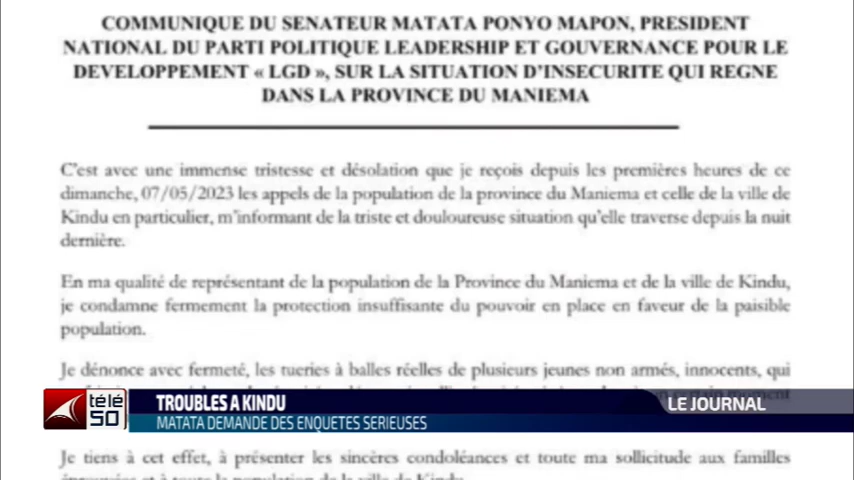 COMMUNIQUE DU SENATEUR MATATA PONYO MAPON, PRESIDENT
NATIONAL DU PARTI POLITIQUE LEADERSHIP ET GOUVERNANCE POUR LE
DEVELOPPEMENT « LGD », SUR LA SITUATION D'INSECURITE QUI REGNE
DANS LA PROVINCE DU MANIEMA
C'est avec une immense tristesse et désolation que je reçois depuis les premières heures de ce
dimanche, 07/05/2023 les appels de la population de la province du Maniema et celle de la ville de
Kindu en particulier, m'informant de la triste et douloureuse situation qu'elle traverse depuis la nuit
dernière.
En ma qualité de représentant de la population de la Province du Maniema et de la ville de Kindu,
je condamne fermement la protection insuffisante du pouvoir en place en faveur de la paisible
population.
Je dénonce avec fermeté, les tueries à balles réelles de plusieurs jeunes non armés, innocents, qui
télé
50
TROUBLES A KINDU
LE JOURNAL
MATATA DEMANDE DES ENQUETES SERIEUSES
Je tiens à cet effet, à présenter les sincères condoléances et toute ma sollicitude aux familles